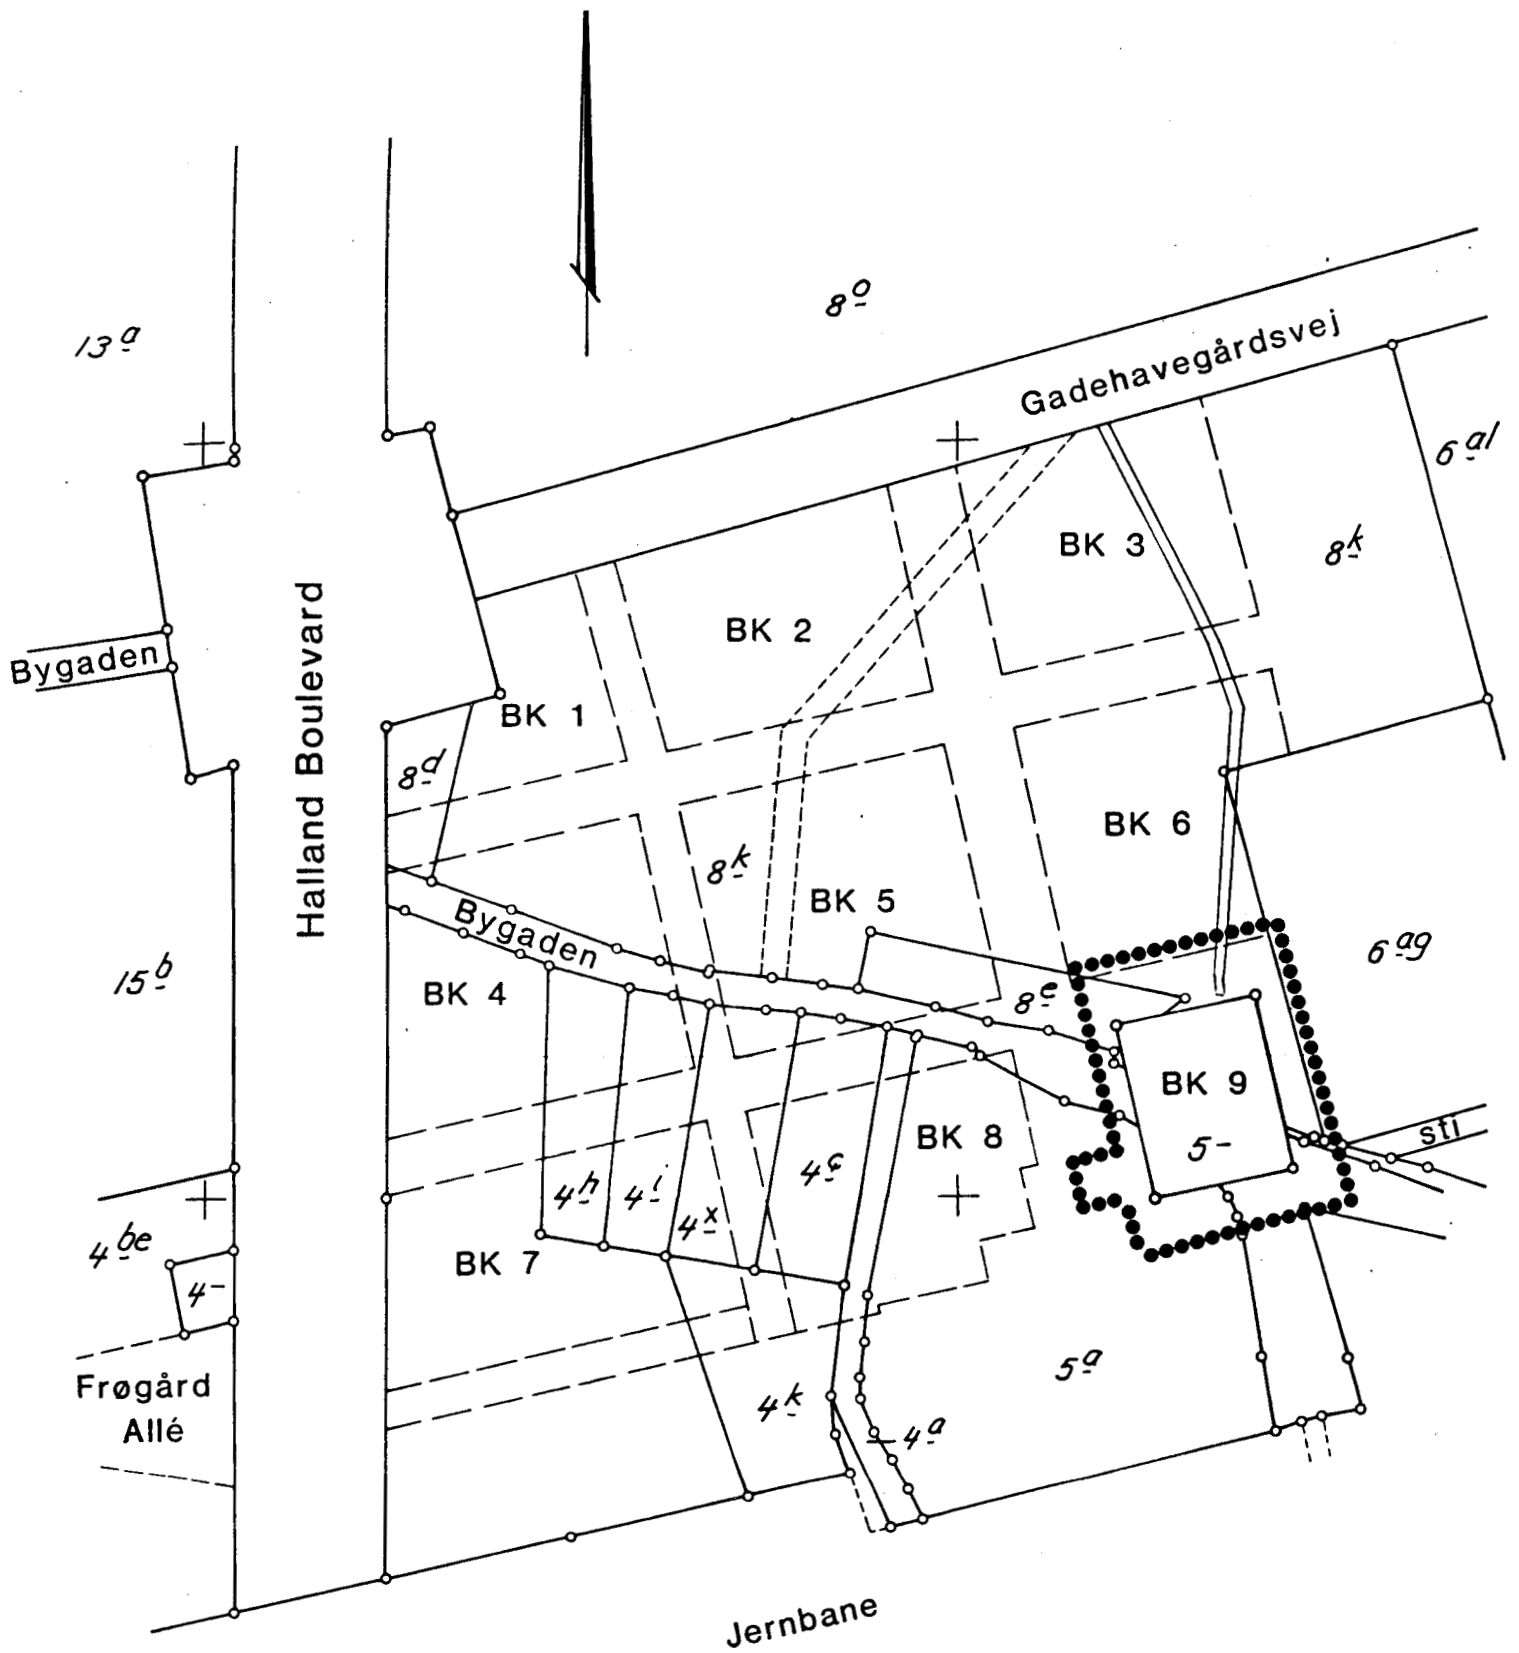 13a
8o
Gadehavegårdsvej
6al
BK 3
8k
BK 2
Bygaden
Halland Boulevard
BK 1
8d
BK 6
8k
BK 5
Bygaden
6ag
15b
BK 4
8e
BK 9
sti
BK 8
5
4c
4h
4i
4x
4be
BK 7
4
5a
Frøgård
Allé
4k
4a
Jernbane